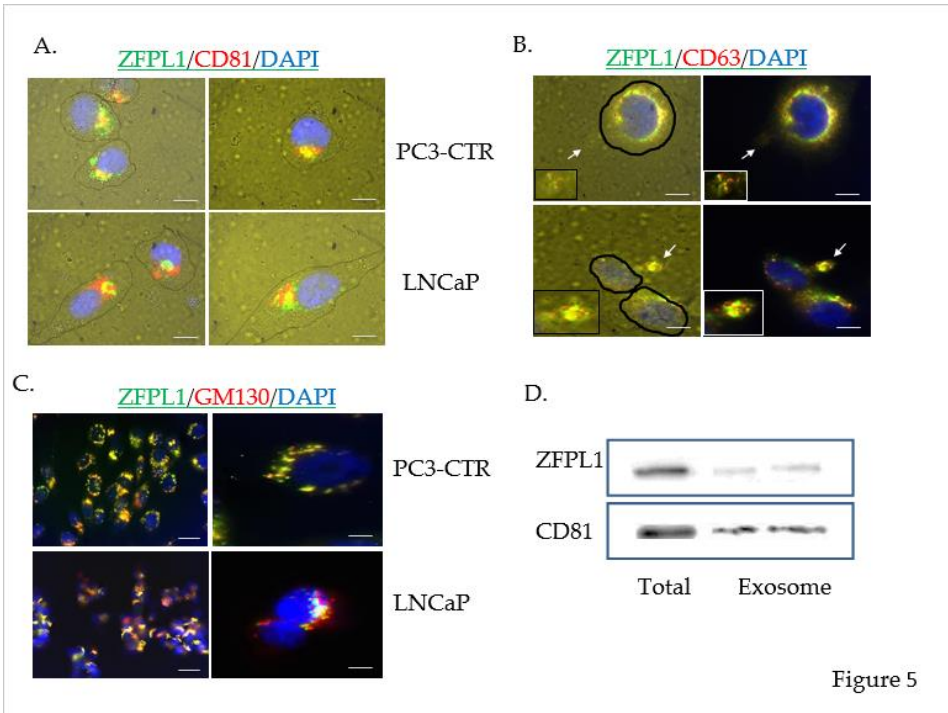 A.
ZFPL1/CD81/DAPI
PC3-CTR
LNCaP
B.
ZFPL1/CD63/DAPI
C.
ZFPL1/GM130/DAPI
PC3-CTR
LNCaP
D.
ZFPL1
CD81
Total Exosome
Figure 5